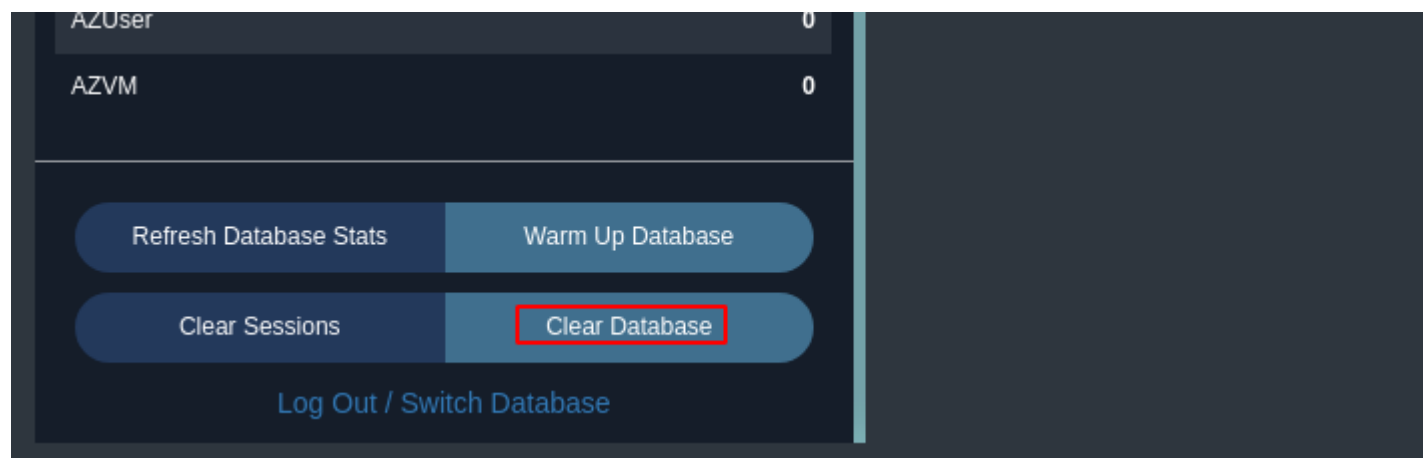 AZUser 0
AZVM 0
Refresh Database Stats Warm Up Database
Clear Sessions Clear Database
Log Out / Switch Database